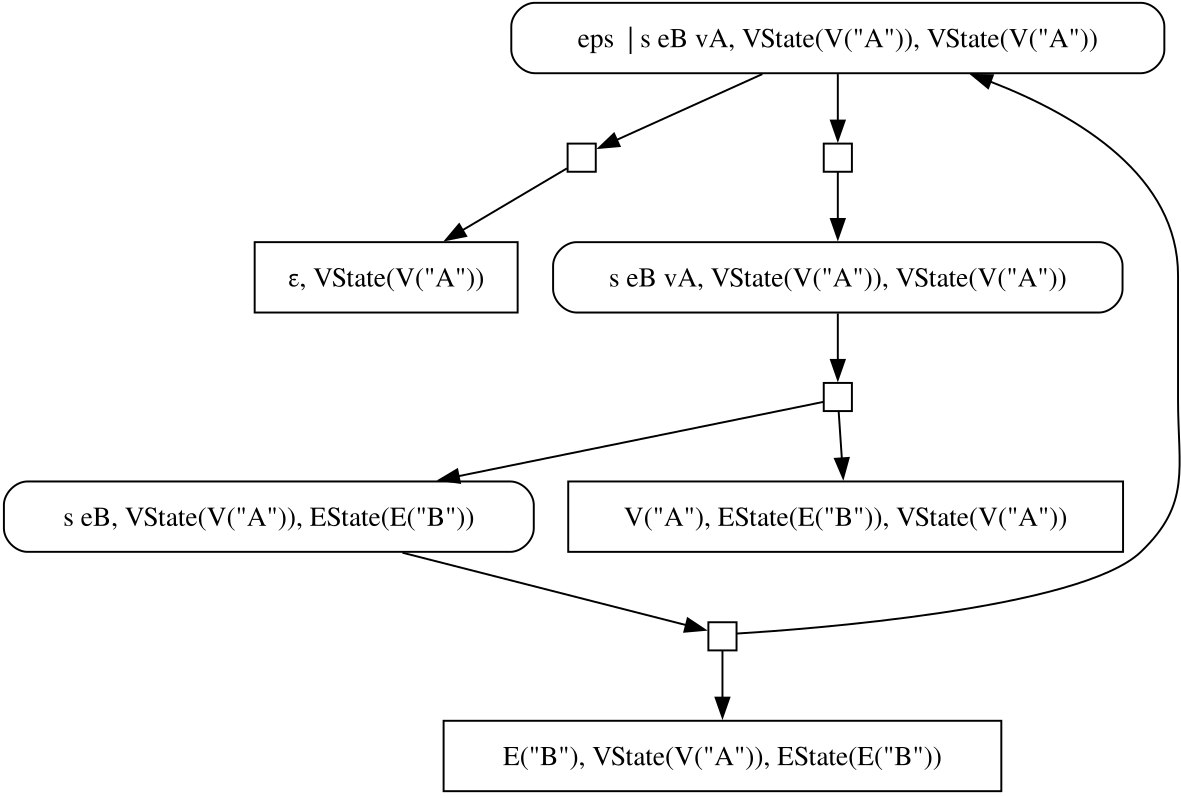 eps | s eB vA, VState(V("A")), VState(V("A"))
ε, VState(V("A"))
s eB vA, VState(V("A")), VState(V("A"))
s eB, VState(V("A")), EState(E("B"))
V("A"), EState(E("B")), VState(V("A"))
E("B"), VState(V("A")), EState(E("B"))